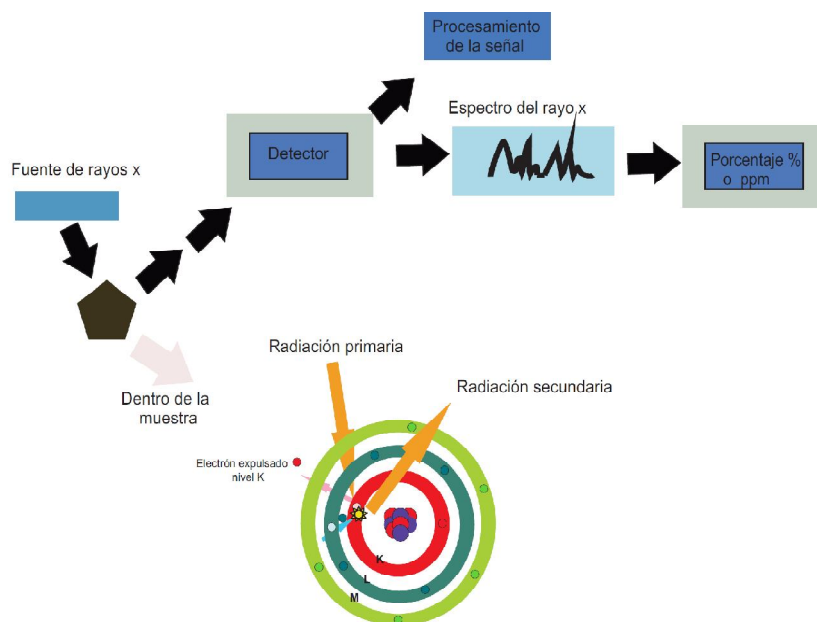 Procesamiento
de la señal
Espectro del rayo x
Detector
Porcentaje %
o ppm
Fuente de rayos x
Radiación primaria
Radiación secundaria
Dentro de la
muestra
Electrón expulsado
nivel K
K
L
M